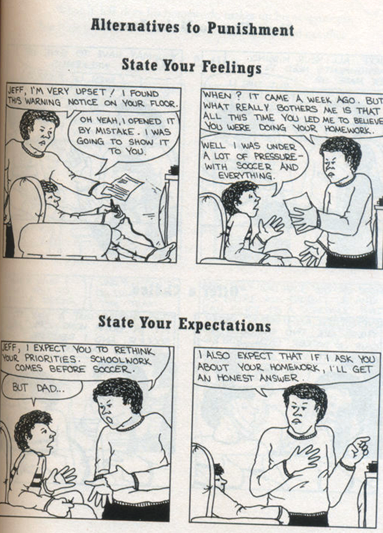 Alternatives to Punishment
State Your Feelings
JEFF, I'M VERY UPSET! I FOUND
THIS WARNING NOTICE ON YOUR FLOOR.
OH YEAH, I OPENED IT
BY MISTAKE. I WAS
GOING TO SHOW IT
TO YOU.
WHEN? IT CAME A WEEK AGO. BUT
WHAT REALLY BOTHERS ME IS THAT
ALL THIS TIME YOU LED ME TO BELIEVE
YOU WERE DOING YOUR HOMEWORK.
WELL I WAS UNDER
A LOT OF PRESSURE-
WITH SOCCER AND
EVERYTHING.
State Your Expectations
JEFF, I EXPECT YOU TO RETHINK
YOUR PRIORITIES. SCHOOLWORK
COMES BEFORE SOCCER.
BUT DAD...
I ALSO EXPECT THAT IF I ASK YOU
ABOUT YOUR HOMEWORK, I'LL GET
AN HONEST ANSWER.